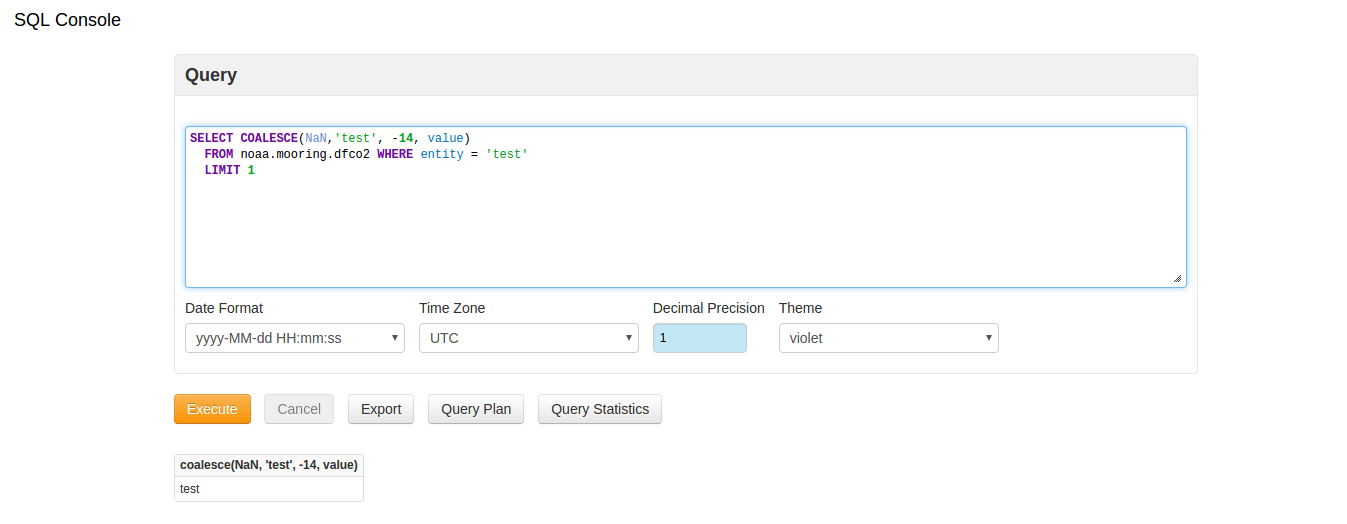 SQL Console
Query
SELECT COALESCE(NaN,'test', -14, value)
FROM noaa.mooring.dfco2 WHERE entity = 'test'
LIMIT 1
Date Format Time Zone Decimal Precision Theme
yyyy-MM-dd HH:mm:ss UTC 1 violet
Execute Cancel Export Query Plan Query Statistics
coalesce(NaN, 'test', -14, value)
test